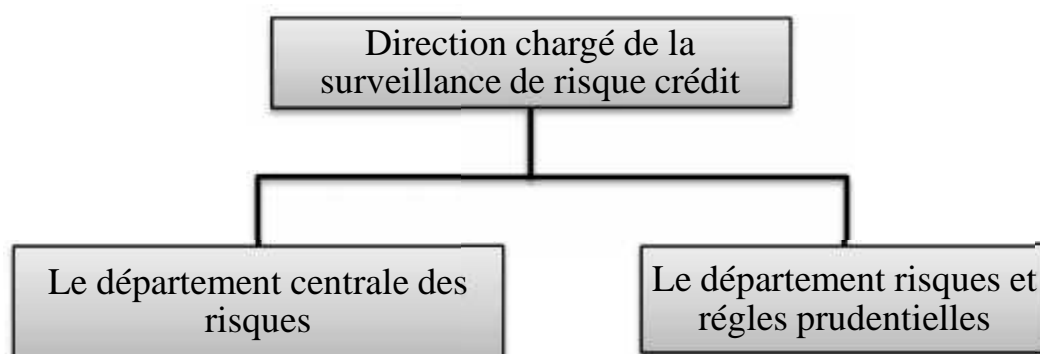 Direction chargé de la
surveillance de risque crédit
Le département centrale des
risques
Le département risques et
régles prudentielles